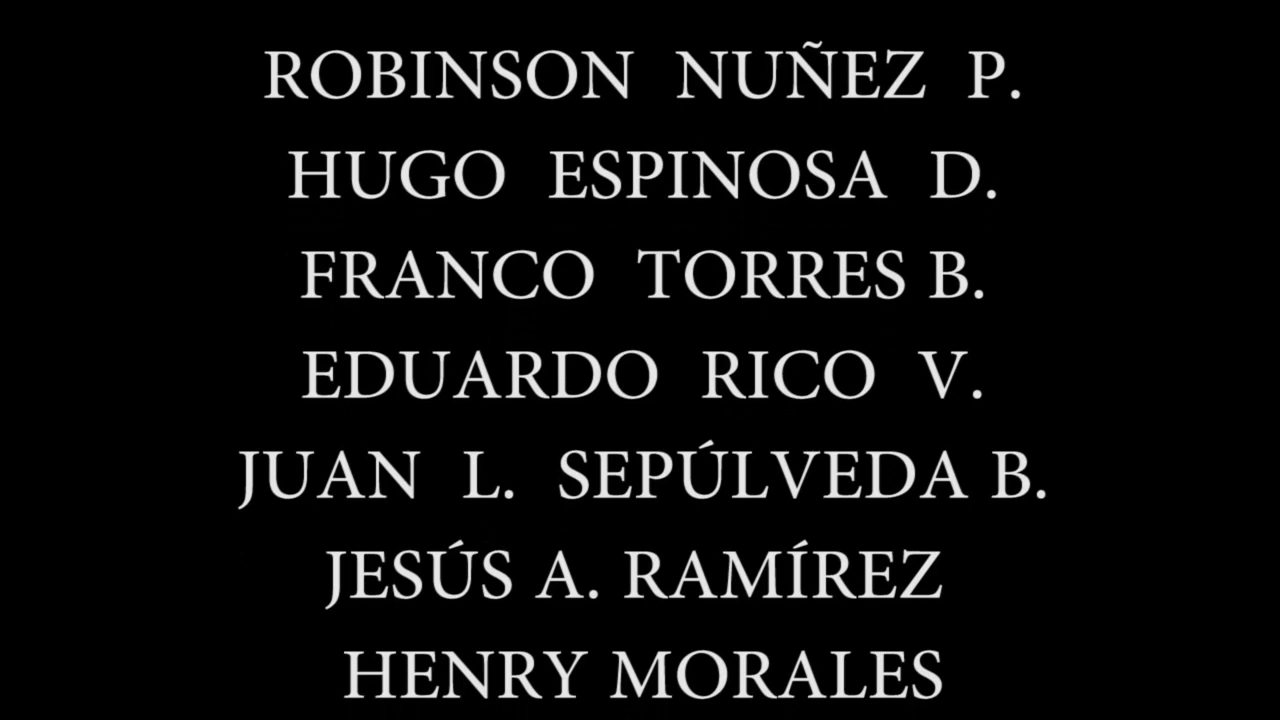 ROBINSON NUÑEZ P.
HUGO ESPINOSA D.
FRANCO TORRES B.
EDUARDO RICO V.
JUAN L. SEPÚLVEDA B.
JESÚS A. RAMÍREZ
HENRY MORALES